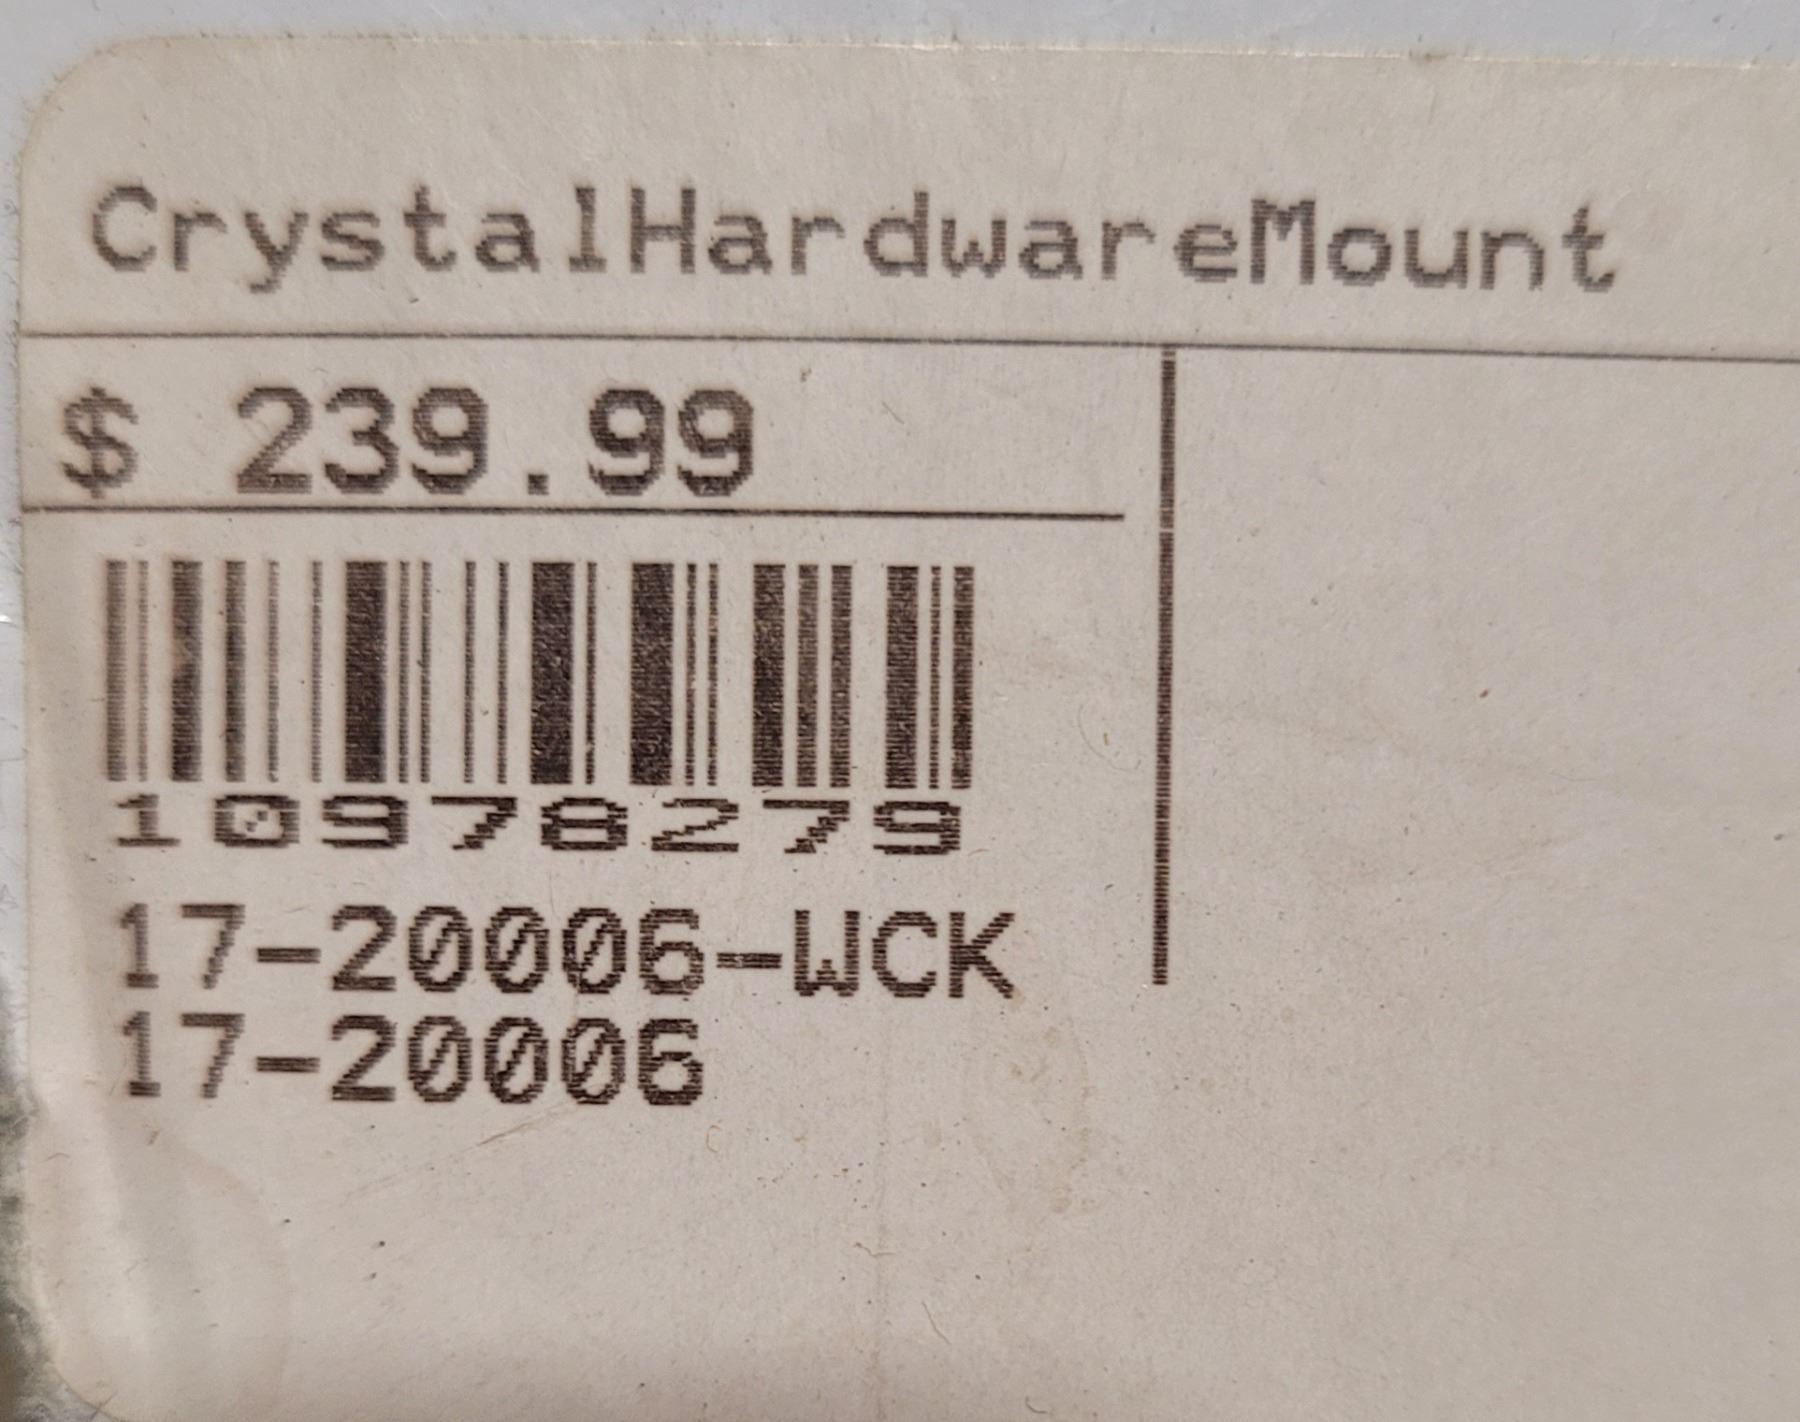 CrystalHardwareMount
$ 239.99
10978279
17-20006-WCK
17-20006